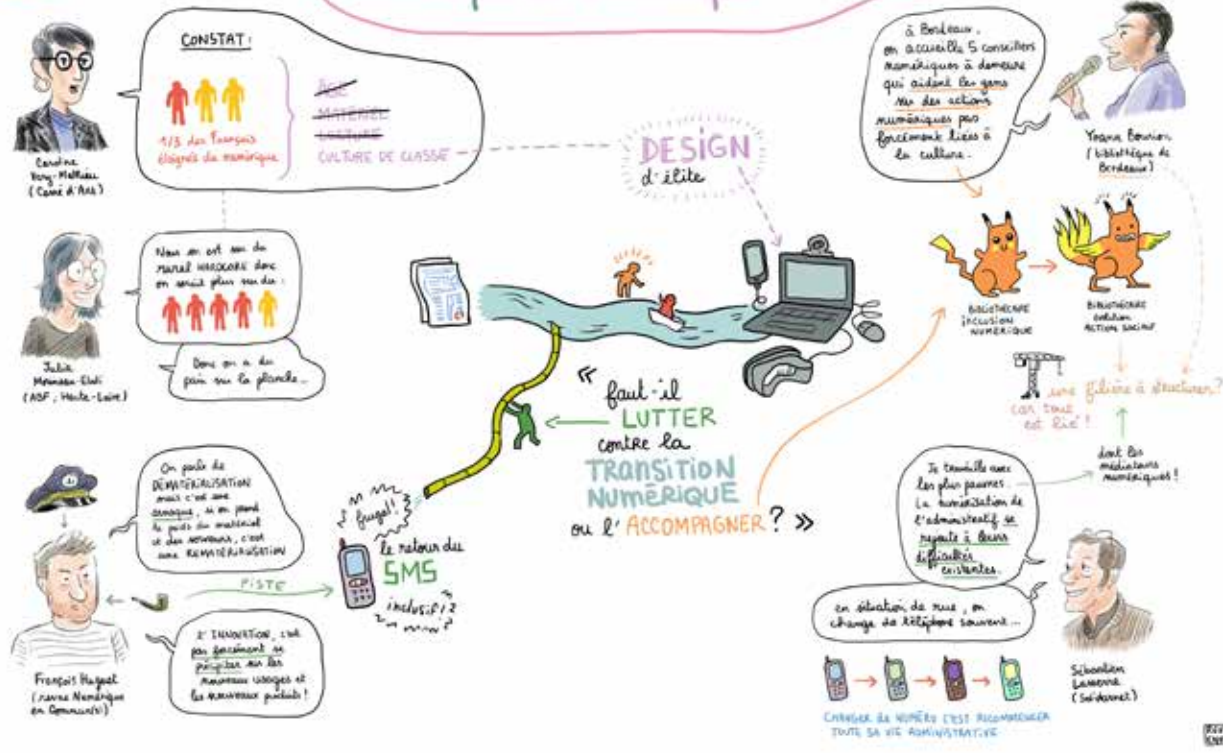 CONSTAT:
1/3 des Français
éloignés du numérique
ÂGE
MATÉRIEL
CULTURE DE CLASSE
Caroline
(Carré d'Art)
DESIGN
d'élite
à Bordeaux,
on accueille 5 conseillers
numériques à demeure
qui aident les gens
sur des actions
numériques pas
forcément liées à
la culture.
Yoann Bourion
(bibliothèque de
Bordeaux)
Nous on est sur du
rural HARDCORE donc
on serait plus sur du :
Donc on a du
pain sur la planche...
Julie
(ABF, Haute-Loire)
BIBLIOTHÉCAIRE
INCLUSION
NUMÉRIQUE
BIBLIOTHÉCAIRE
évolution
ACTION SOCIALE
une filière à structurer?
car tout
est lié!
dont les
médiateurs
numériques!
«
faut-il
LUTTER
contre la
TRANSITION
NUMÉRIQUE
ou l'ACCOMPAGNER ? »
On parle de
DÉMATÉRIALISATION
mais c'est une
arnaque, si on prend
le poids du matériel
et des serveurs, c'est
une REMATÉRIALISATION
PISTE
L'INNOVATION, c'est
pas forcément se
précipiter sur les
nouveaux usages et
les nouveaux produits!
François Huguet
(revue Numérique
en Commun(s))
frugal!
le retour du
SMS
inclusif!?
Je travaille avec
les plus pauvres.
La numérisation de
l'administratif se
rajoute à leurs
difficultés
existantes.
en situation de rue, on
change de téléphone souvent...
Sébastien
(Solidarnet)
CHANGER de NUMÉRO C'EST RECOMMENCER
TOUTE SA VIE ADMINISTRATIVE